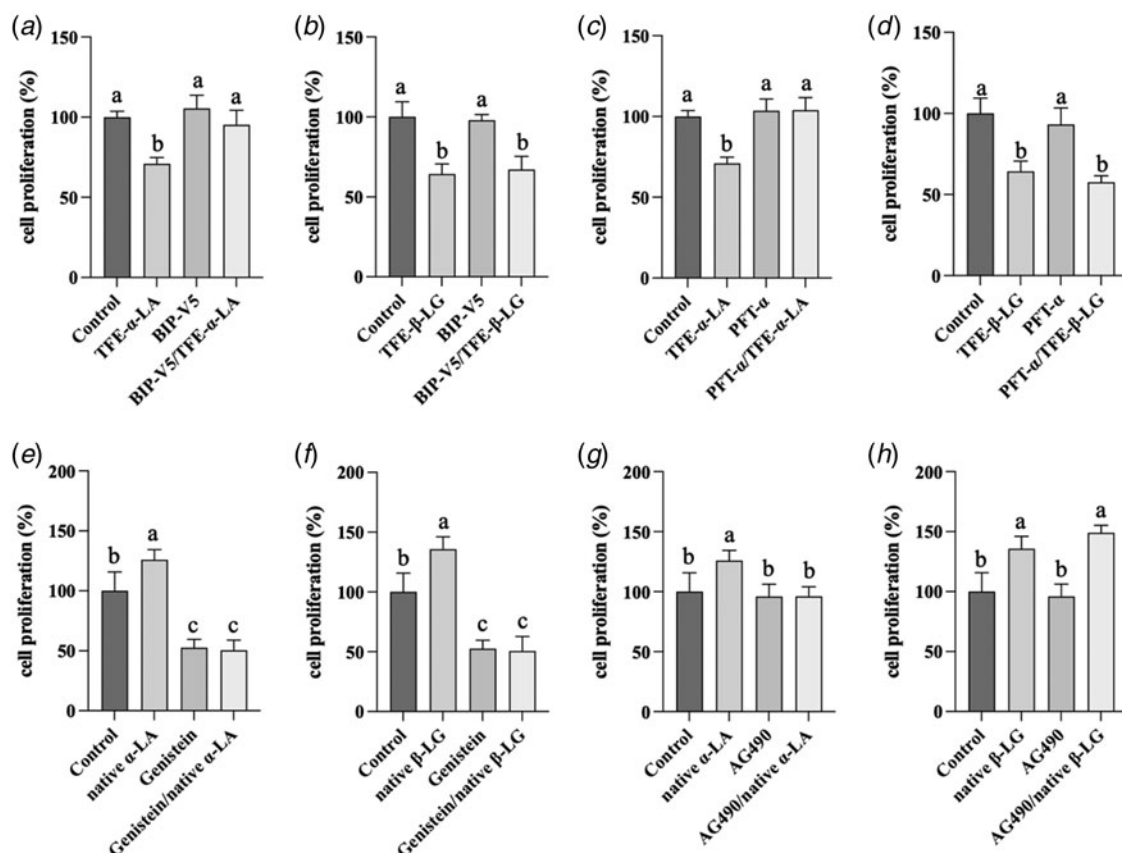 (a)
cell proliferation (%)
150
100
50
0
a
b
a
a
Control
TFE-α-LA
BIP-V5
BIP-V5/TFE-α-LA
(b)
cell proliferation (%)
150
100
50
0
a
b
a
b
Control
TFE-β-LG
BIP-V5
BIP-V5/TFE-β-LG
(c)
cell proliferation (%)
150
100
50
0
a
b
a
a
Control
TFE-α-LA
PFT-α
PFT-α/TFE-α-LA
(d)
cell proliferation (%)
150
100
50
0
a
b
a
b
Control
TFE-β-LG
PFT-α
PFT-α/TFE-β-LG
(e)
cell proliferation (%)
200
150
100
50
0
b
a
c
c
Control
native α-LA
Genistein
Genistein/native α-LA
(f)
cell proliferation (%)
200
150
100
50
0
b
a
c
c
Control
native β-LG
Genistein
Genistein/native β-LG
(g)
cell proliferation (%)
200
150
100
50
0
b
a
b
b
Control
native α-LA
AG490
AG490/native α-LA
(h)
cell proliferation (%)
200
150
100
50
0
b
a
b
a
Control
native β-LG
AG490
AG490/native β-LG